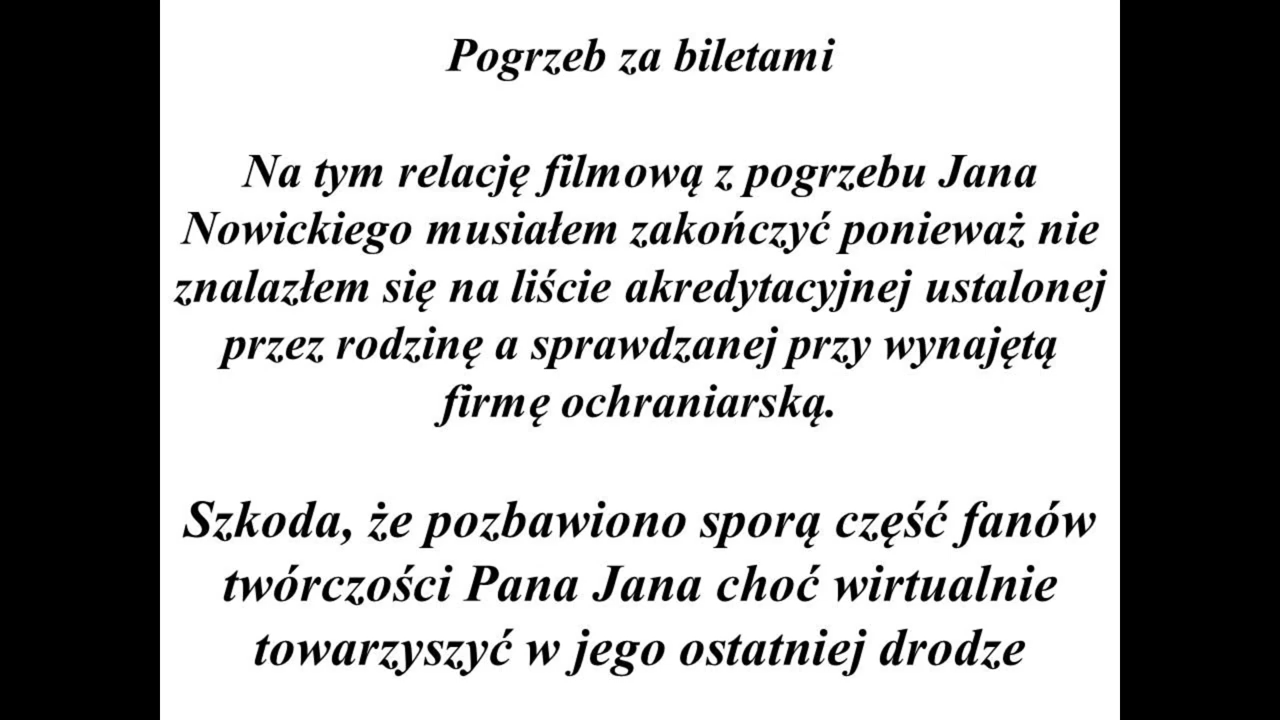 Pogrzeb za biletami
Na tym relację filmową z pogrzebu Jana
Nowickiego musiałem zakończyć ponieważ nie
znalazłem się na liście akredytacyjnej ustalonej
przez rodzinę a sprawdzanej przy wynajętą
firmę ochraniarską.
Szkoda, że pozbawiono sporą część fanów
twórczości Pana Jana choć wirtualnie
towarzyszyć w jego ostatniej drodze